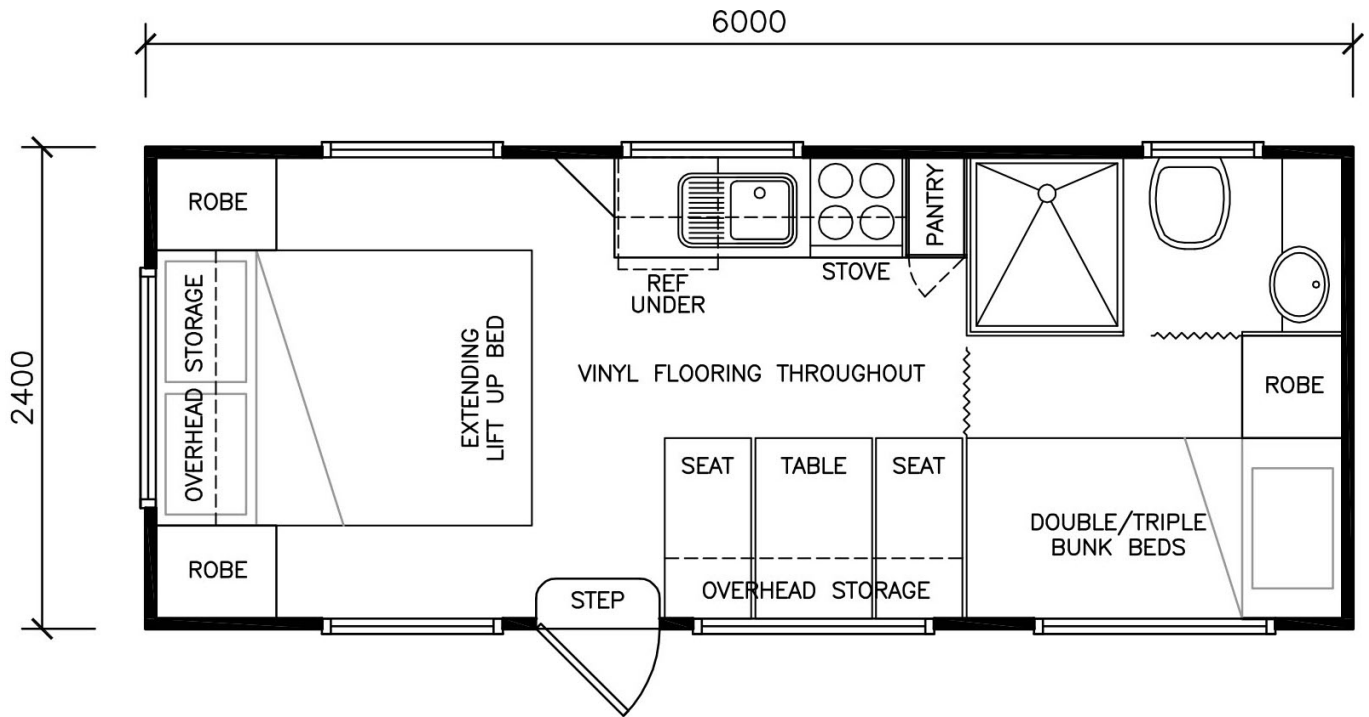 6000
2400
ROBE
OVERHEAD STORAGE
ROBE
EXTENDING
LIFT UP BED
REF
UNDER
STOVE
PANTRY
VINYL FLOORING THROUGHOUT
ROBE
SEAT
TABLE
SEAT
OVERHEAD STORAGE
DOUBLE/TRIPLE
BUNK BEDS
STEP